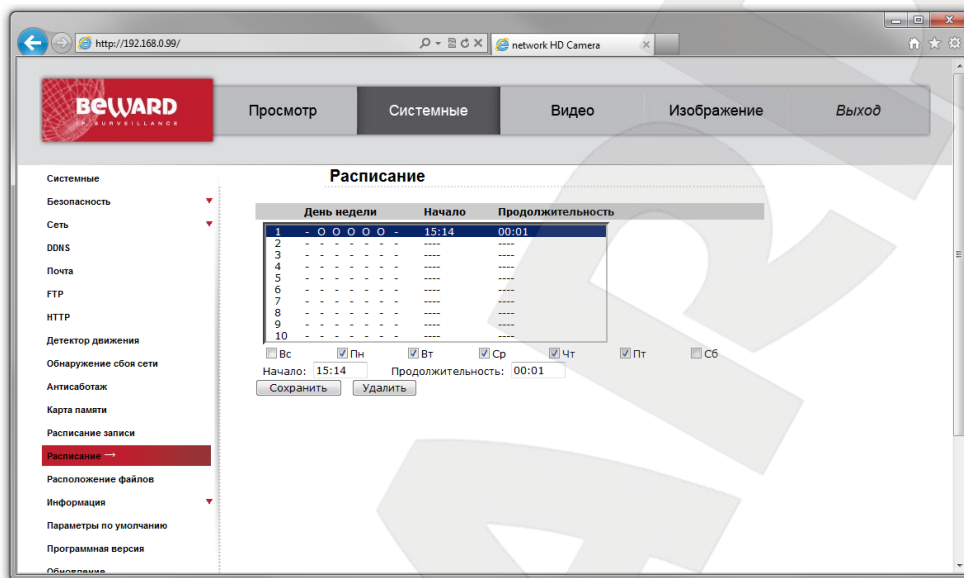 http://192.168.0.99/
network HD Camera
BEWARD
IP SURVEILLANCE
Просмотр
Системные
Видео
Изображение
Выход
Системные
Безопасность
Сеть
DDNS
Почта
FTP
HTTP
Детектор движения
Обнаружение сбоя сети
Антисаботаж
Карта памяти
Расписание записи
Расписание →
Расположение файлов
Информация
Параметры по умолчанию
Программная версия
Обновление
Расписание
День недели Начало Продолжительность
1 - O O O O O - 15:14 00:01
2 - - - - - - - ---- ----
3 - - - - - - - ---- ----
4 - - - - - - - ---- ----
5 - - - - - - - ---- ----
6 - - - - - - - ---- ----
7 - - - - - - - ---- ----
8 - - - - - - - ---- ----
9 - - - - - - - ---- ----
10 - - - - - - - ---- ----
Вс Пн Вт Ср Чт Пт Сб
Начало: 15:14 Продолжительность: 00:01
Сохранить Удалить